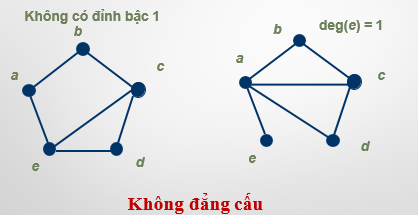 Không có đỉnh bậc 1
deg(e) = 1
b
a
c
e
d
b
a
c
e
d
Không đẳng cấu